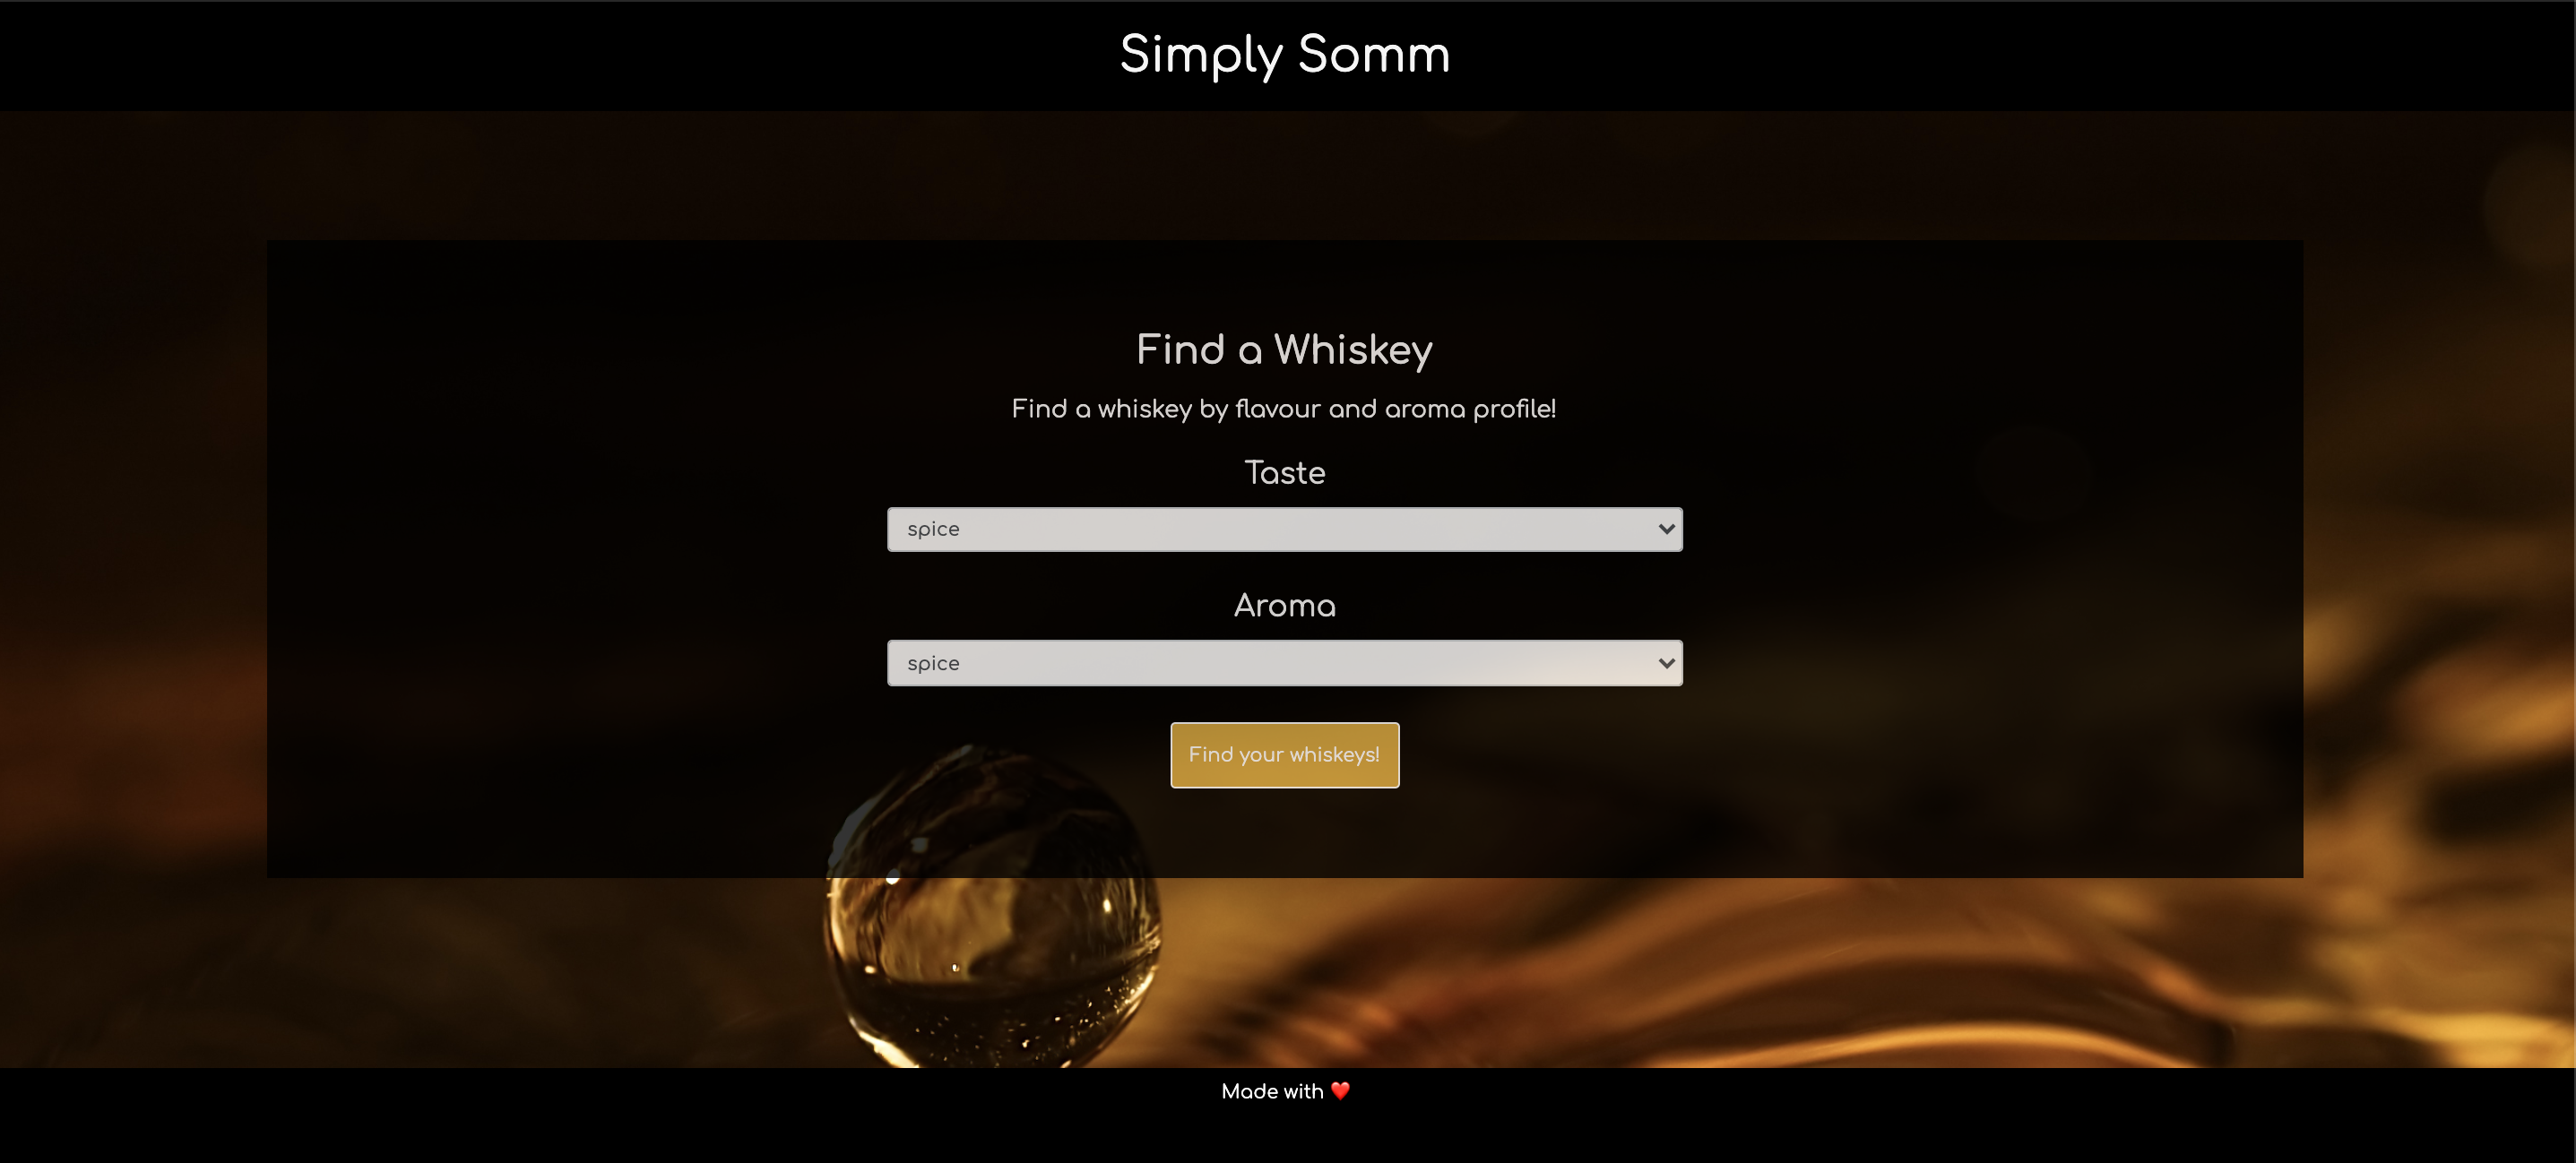 Simply Somm
Find a Whiskey
Find a whiskey by flavour and aroma profile!
Taste
spice
Aroma
spice
Find your whiskeys!
Made with ❤️